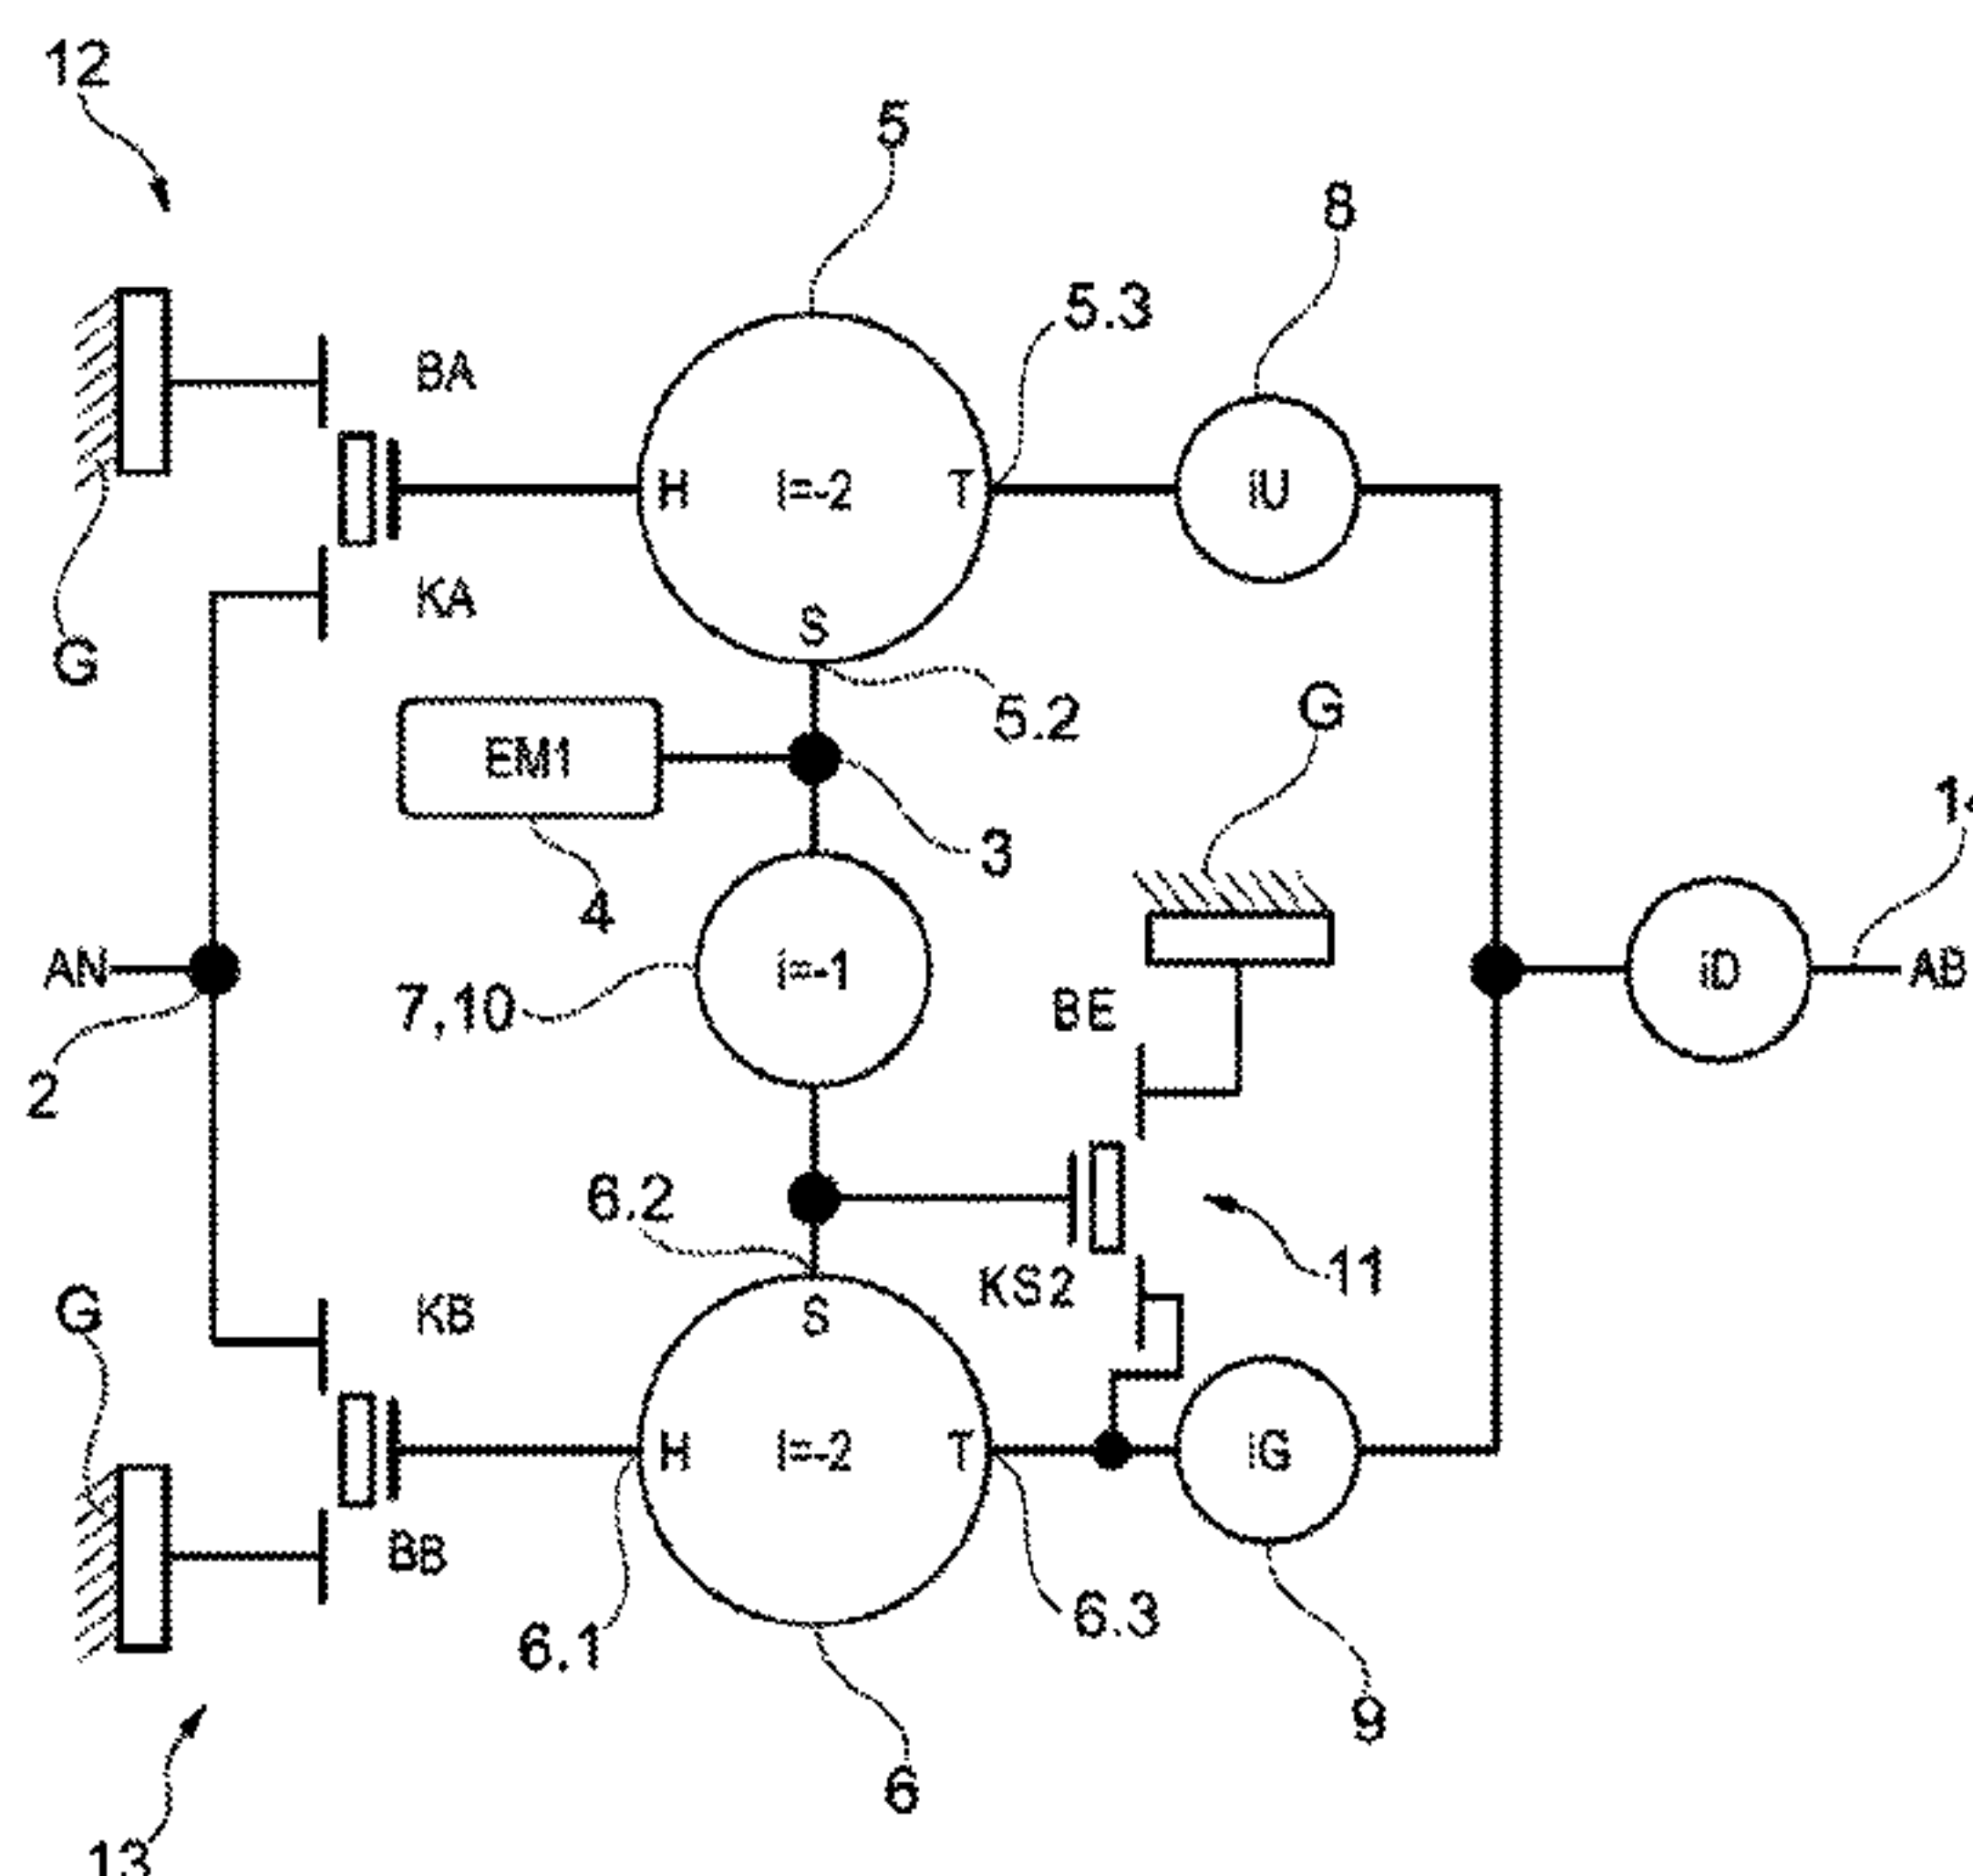 12
5
8
5.3
BA
H
i=-2
T
iU
KA
S
G
5.2
G
EM1
3
4
AN
i=-1
iD
AB
7,10
BE
2
6.2
11
KS2
G
KB
S
H
i=-2
T
iG
BB
6.1
6.3
9
6
13